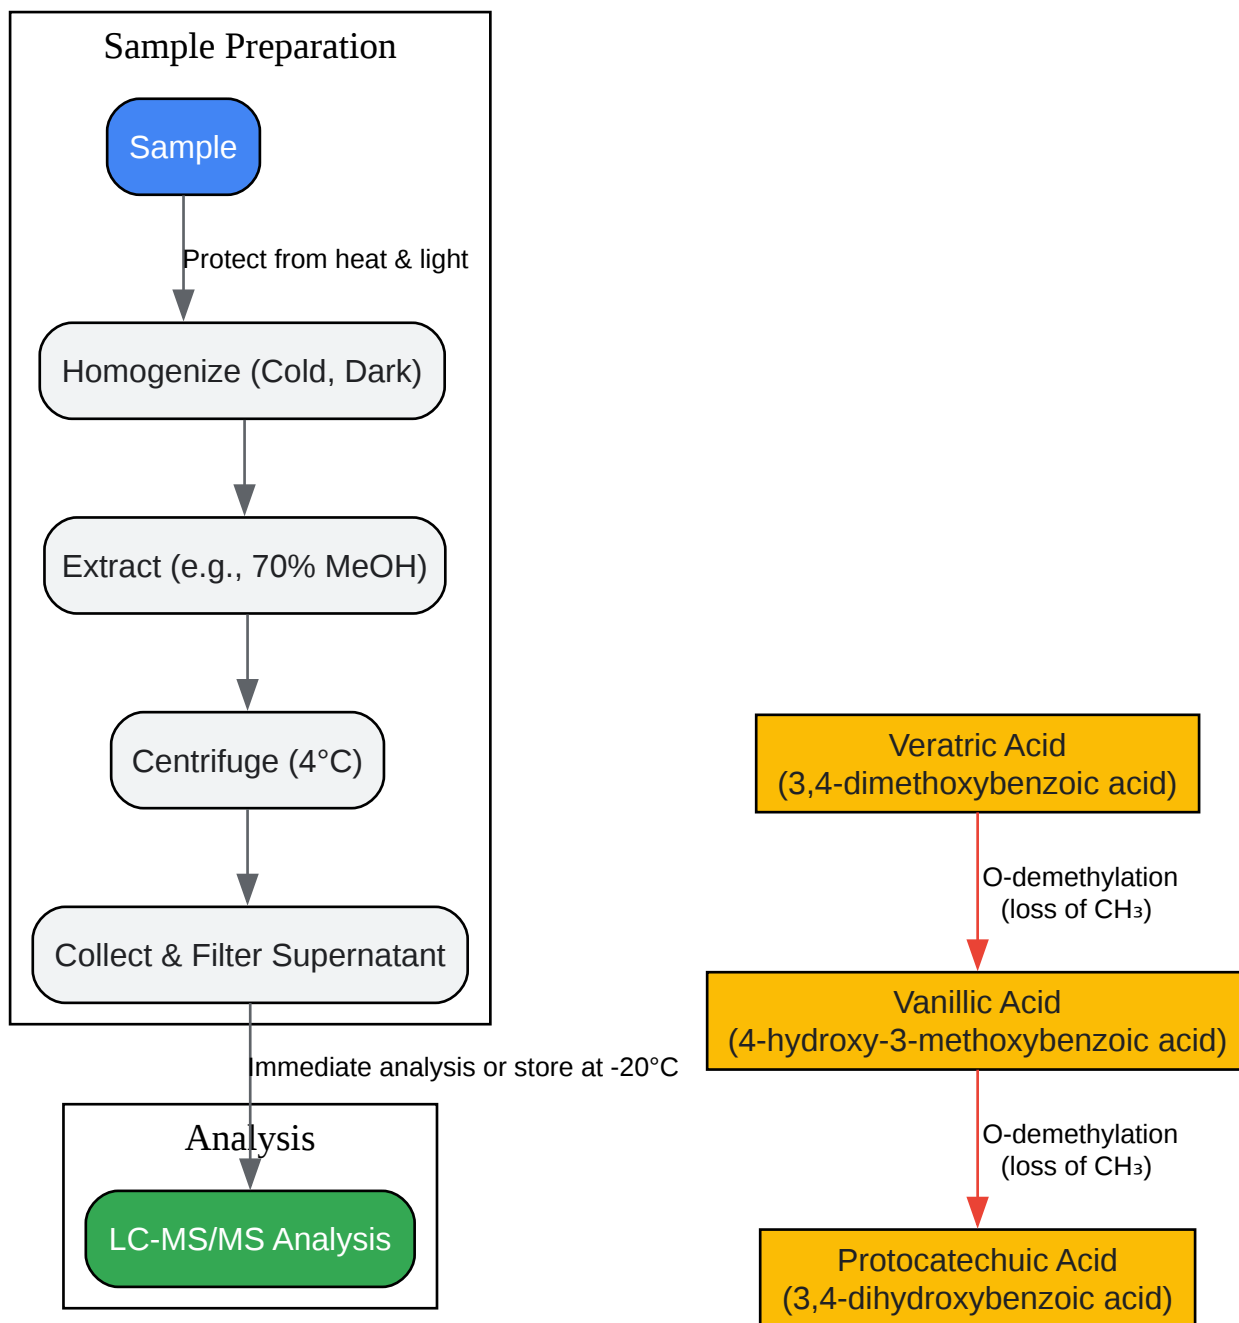 Sample Preparation
Sample
Protect from heat & light
Homogenize (Cold, Dark)
Extract (e.g., 70% MeOH)
Centrifuge (4°C)
Collect & Filter Supernatant
Immediate analysis or store at -20°C
Analysis
LC-MS/MS Analysis
Veratric Acid
(3,4-dimethoxybenzoic acid)
O-demethylation
(loss of CH₃)
Vanillic Acid
(4-hydroxy-3-methoxybenzoic acid)
O-demethylation
(loss of CH₃)
Protocatechuic Acid
(3,4-dihydroxybenzoic acid)